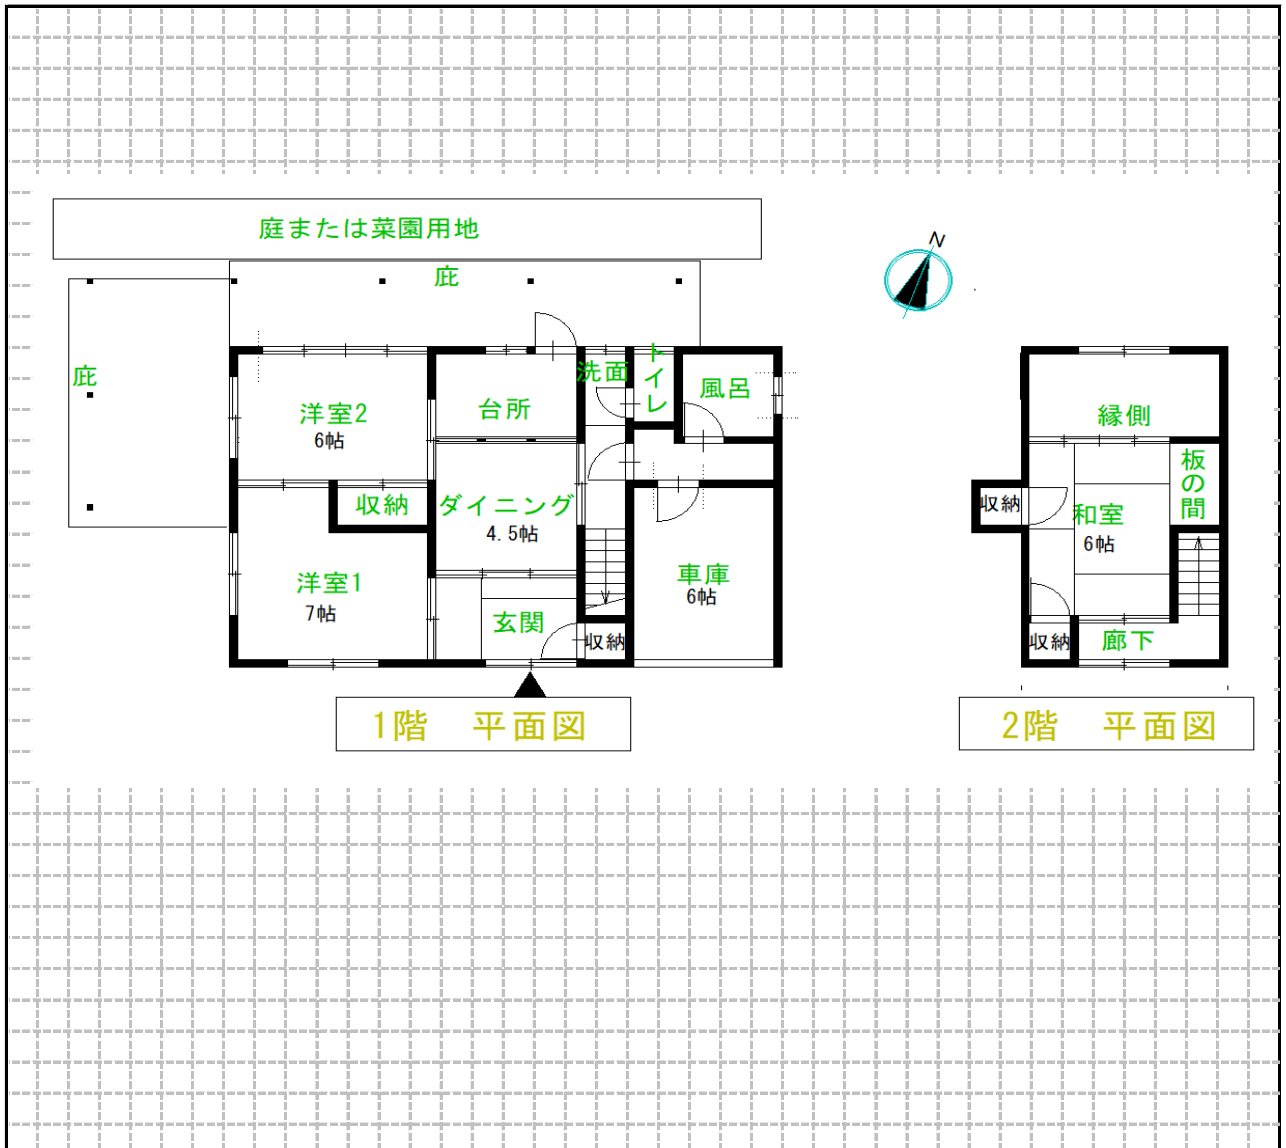 庭または菜園用地
庇
N
庇
洋室2
6帖
台所
洗面
トイレ
風呂
収納
ダイニング
4.5帖
洋室1
7帖
玄関
収納
車庫
6帖
1階　平面図
縁側
板の間
収納
和室
6帖
収納
廊下
2階　平面図